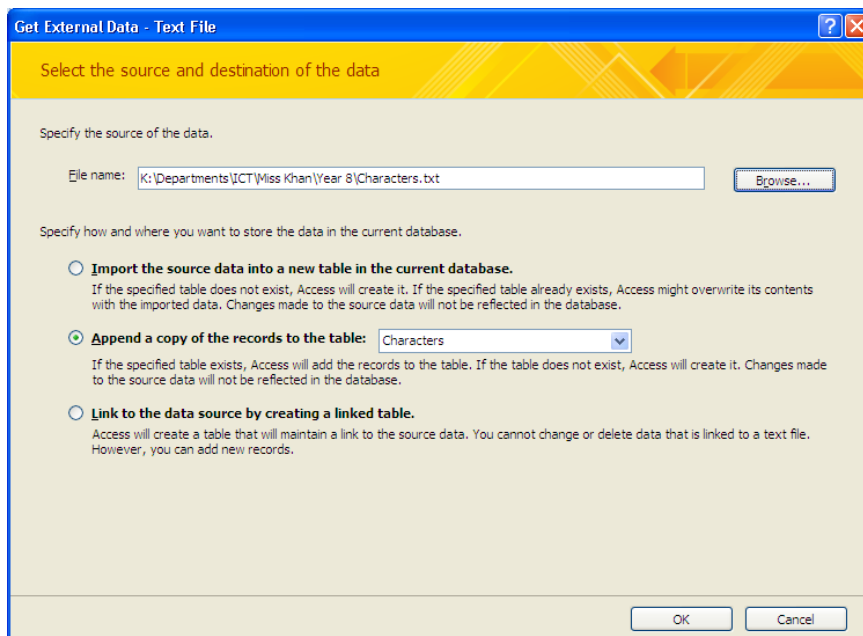 Get External Data - Text File
Select the source and destination of the data
Specify the source of the data.
File name: K:\Departments\ICT\Miss Khan\Year 8\Characters.txt Browse...
Specify how and where you want to store the data in the current database.
Import the source data into a new table in the current database.
If the specified table does not exist, Access will create it. If the specified table already exists, Access might overwrite its contents
with the imported data. Changes made to the source data will not be reflected in the database.
Append a copy of the records to the table: Characters
If the specified table exists, Access will add the records to the table. If the table does not exist, Access will create it. Changes made
to the source data will not be reflected in the database.
Link to the data source by creating a linked table.
Access will create a table that will maintain a link to the source data. You cannot change or delete data that is linked to a text file.
However, you can add new records.
OK Cancel